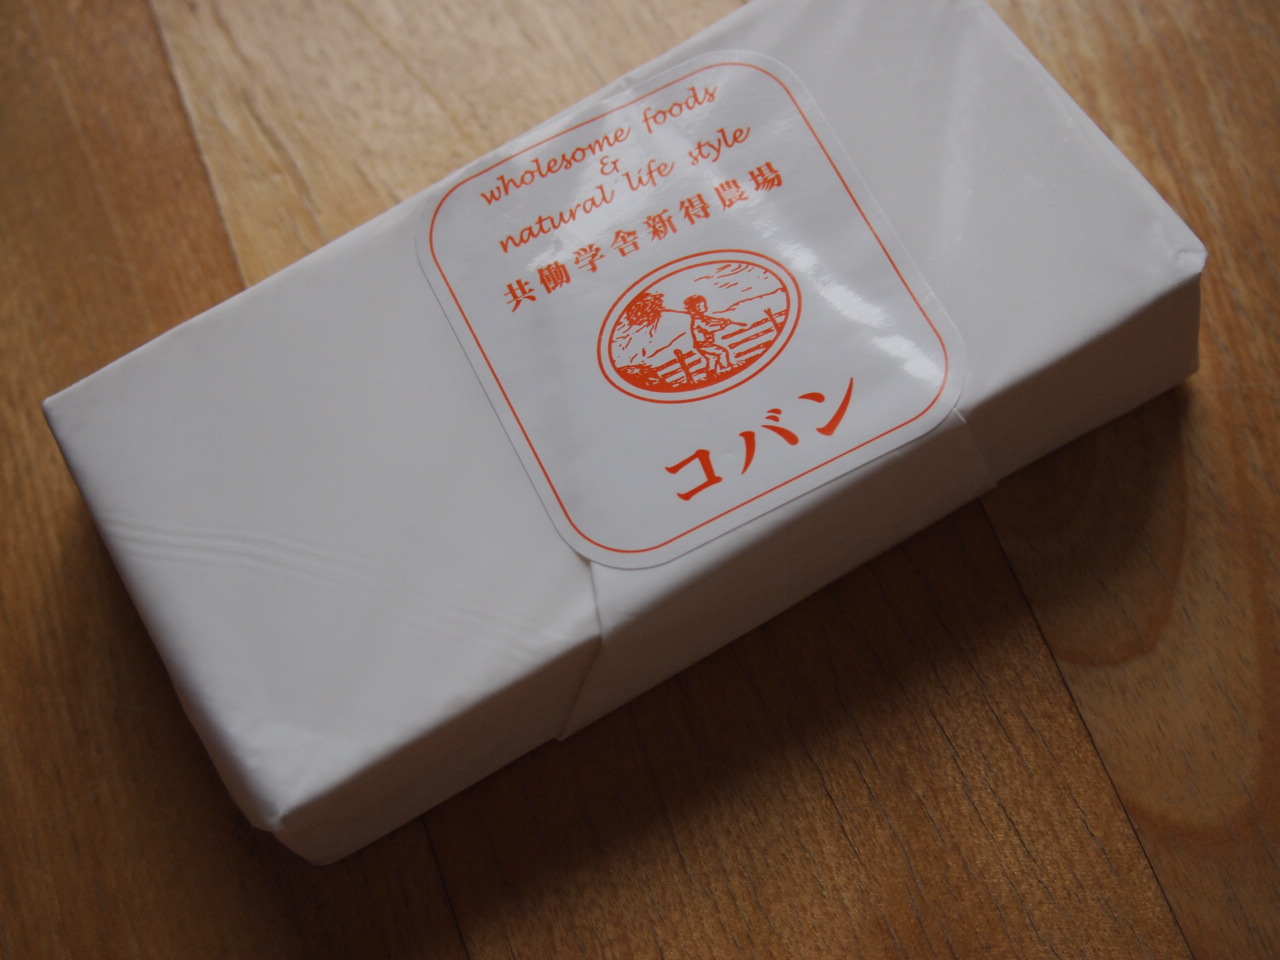 wholesome foods
&
natural life style
共働学舎新得農場
コバン